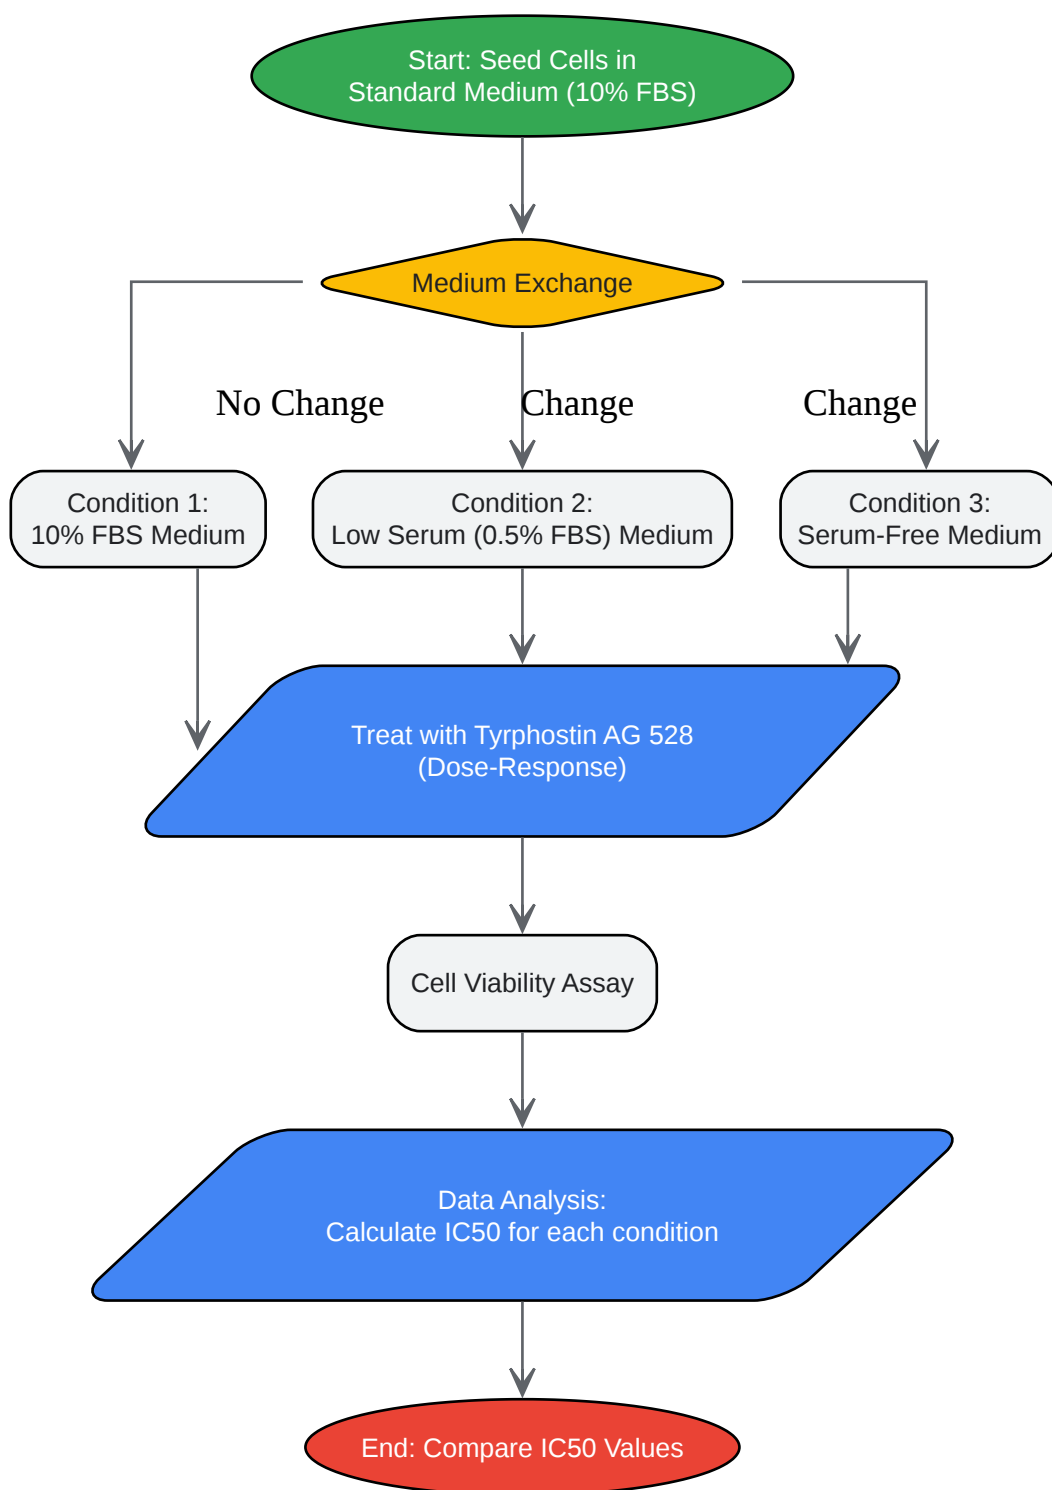 Start: Seed Cells in
Standard Medium (10% FBS)
Medium Exchange
No Change
Change
Change
Condition 1:
10% FBS Medium
Condition 2:
Low Serum (0.5% FBS) Medium
Condition 3:
Serum-Free Medium
Treat with Tyrphostin AG 528
(Dose-Response)
Cell Viability Assay
Data Analysis:
Calculate IC50 for each condition
End: Compare IC50 Values